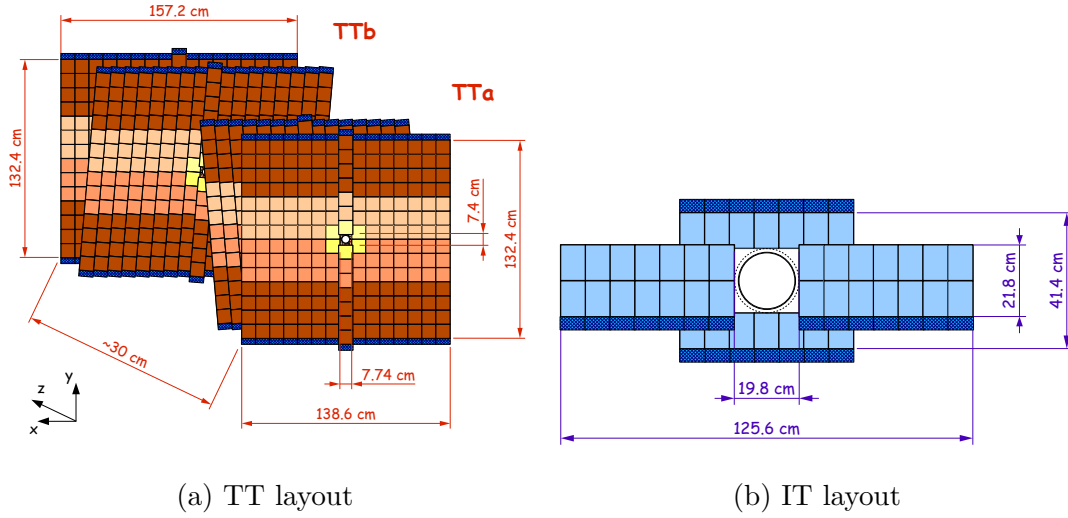 157.2 cm
TTb
TTa
132.4 cm
7.4 cm
132.4 cm
~30 cm
7.74 cm
138.6 cm
y
z
x
21.8 cm
41.4 cm
19.8 cm
125.6 cm
(a) TT layout
(b) IT layout